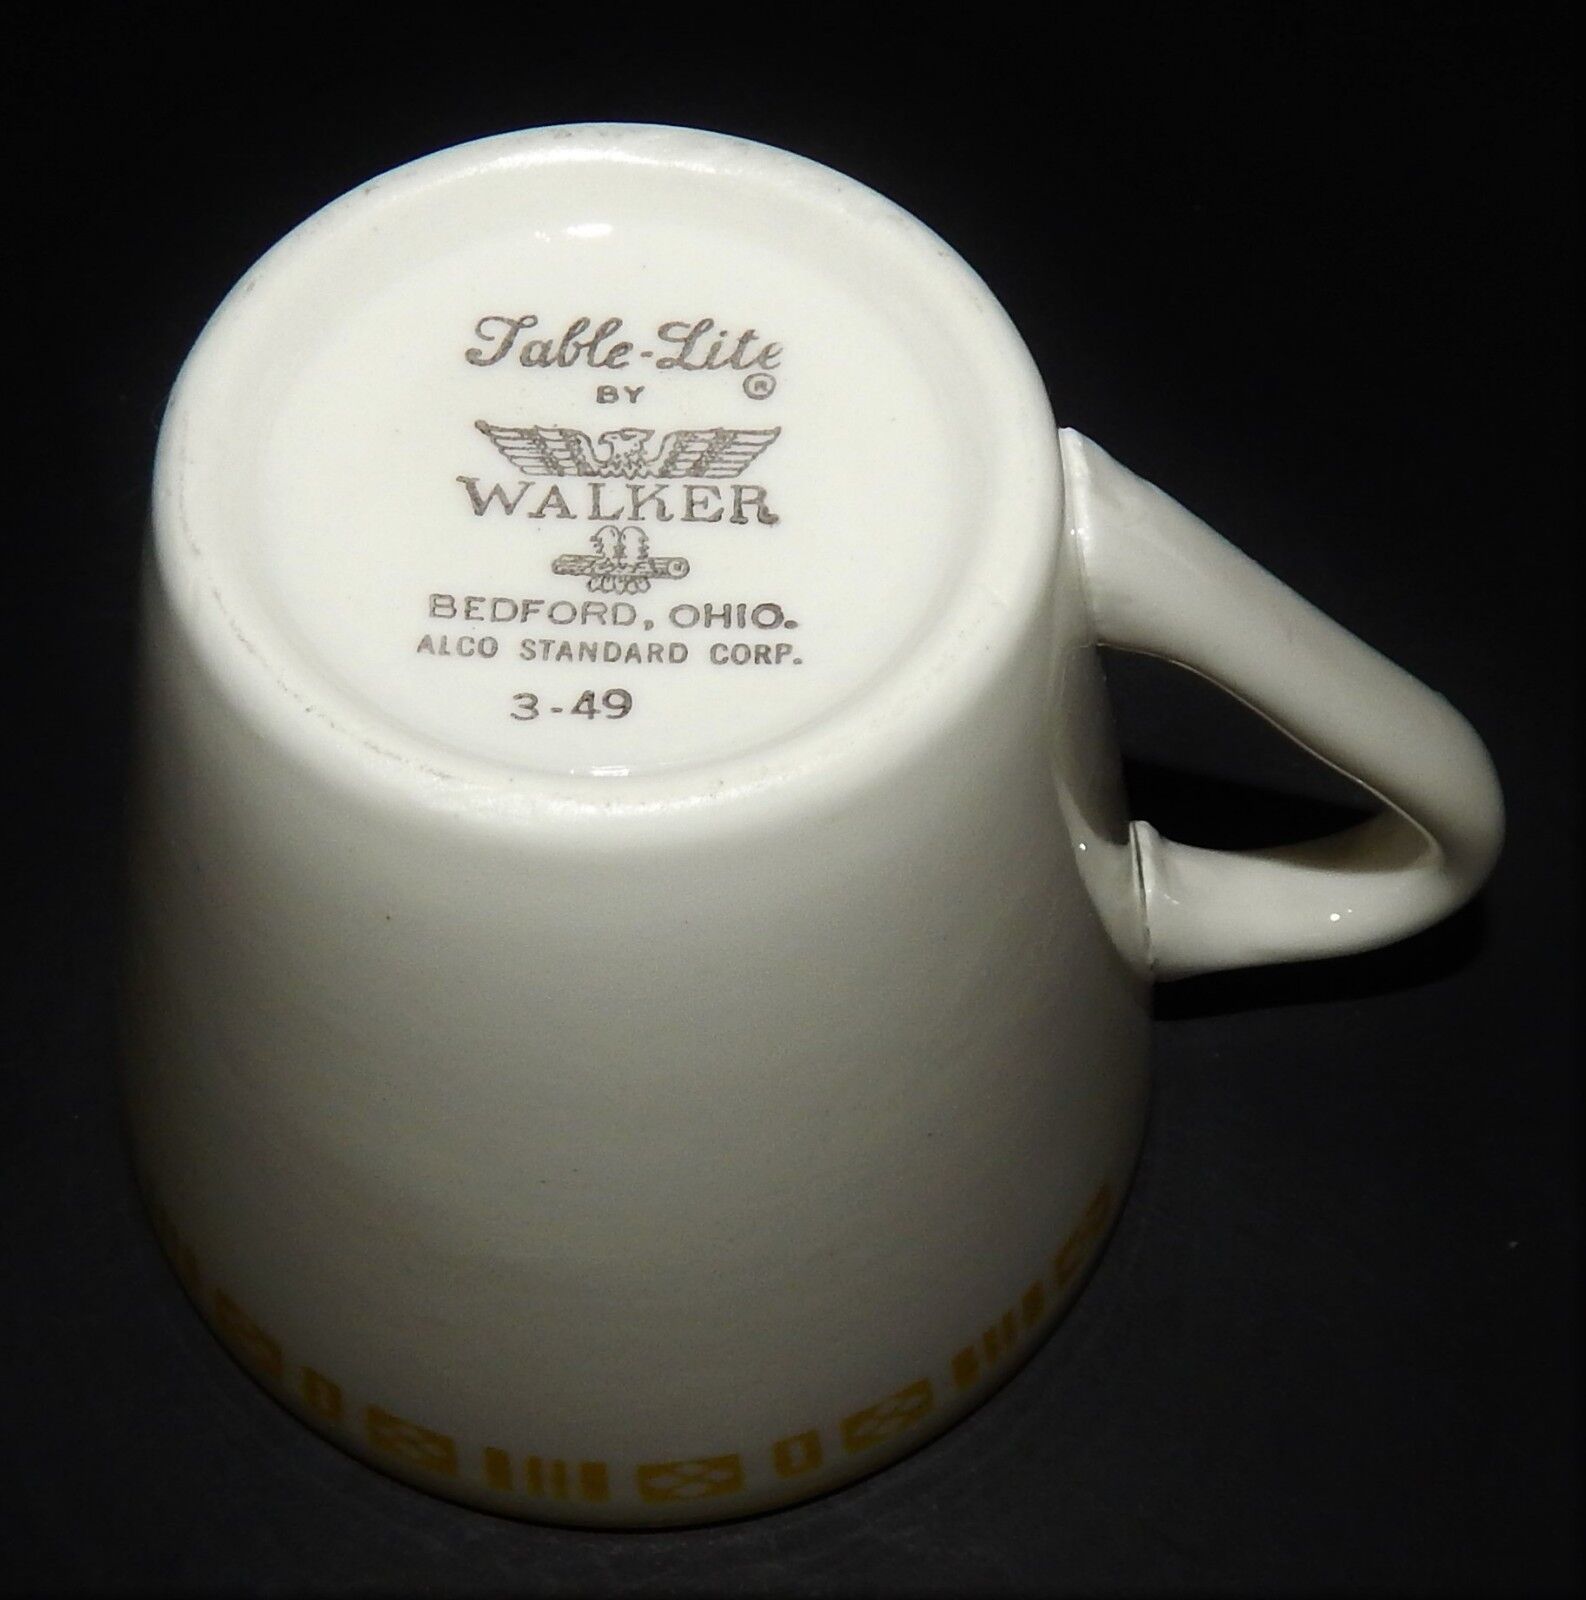 Table-Lite
BY ®
WALKER
BEDFORD, OHIO.
ALCO STANDARD CORP.
3-49